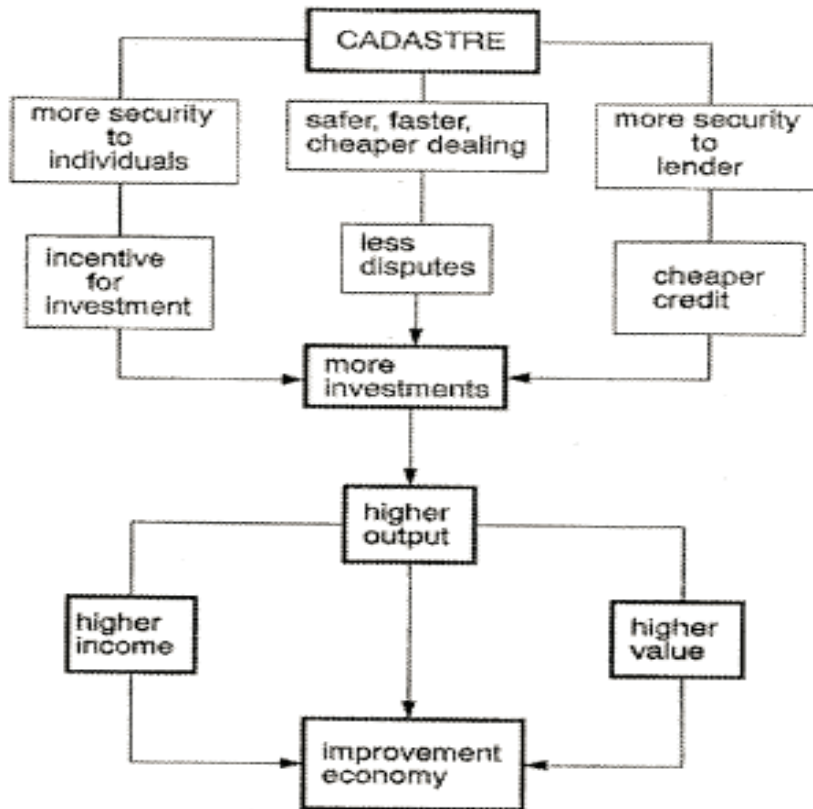 CADASTRE
more security
to
individuals
safer, faster,
cheaper dealing
more security
to
lender
incentive
for
investment
less
disputes
cheaper
credit
more
investments
higher
output
higher
income
higher
value
improvement
economy